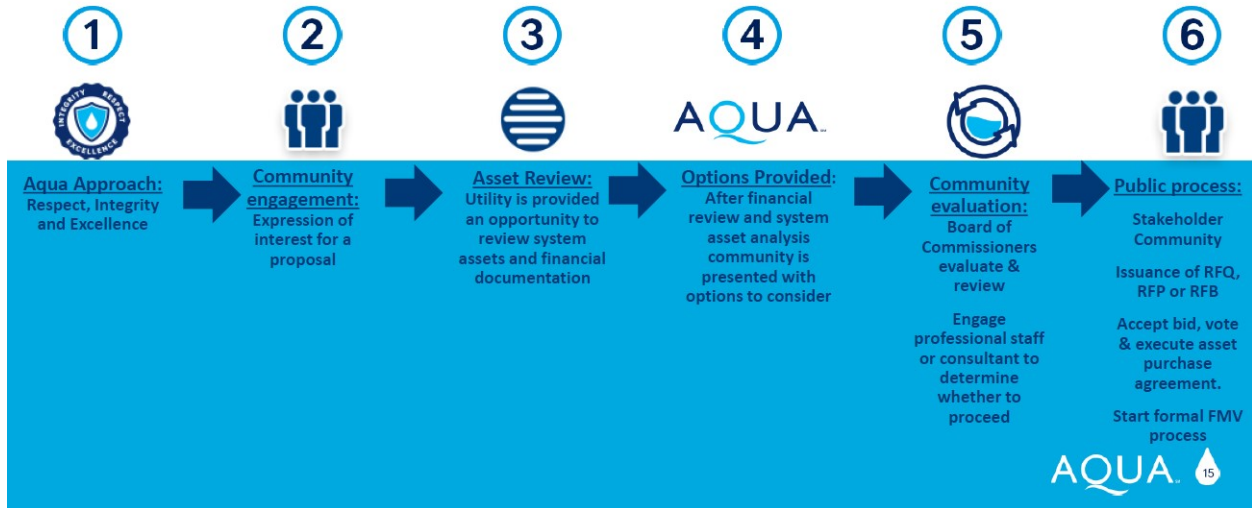 1
2
3
4
5
6
INTEGRITY RESPECT
EXCELLENCE
AQUA
Aqua Approach:
Respect, Integrity
and Excellence
Community
engagement:
Expression of
interest for a
proposal
Asset Review:
Utility is provided
an opportunity to
review system
assets and financial
documentation
Options Provided:
After financial
review and system
asset analysis
community is
presented with
options to consider
Community
evaluation:
Board of
Commissioners
evaluate &
review
Engage
professional staff
or consultant to
determine
whether to
proceed
Public process:
Stakeholder
Community
Issuance of RFQ,
RFP or RFB
Accept bid, vote
& execute asset
purchase
agreement.
Start formal FMV
process
AQUA
15